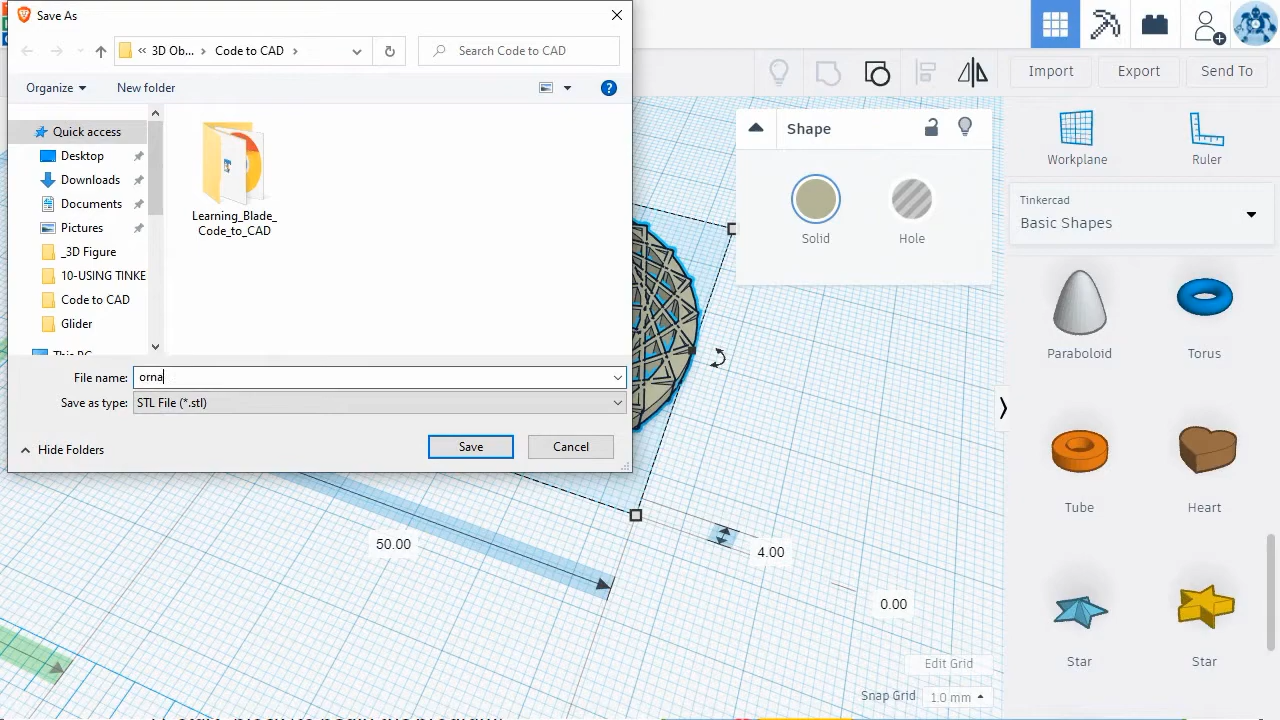 Save As
« 3D Ob... › Code to CAD ›
Search Code to CAD
Organize
New folder
?
Quick access
Desktop
Downloads
Documents
Pictures
_3D Figu
10-USING TINKE
Code to CAD
Glider
This PC
Learning_Blade_
Code_to_CAD
File name:
orna
Save as type:
STL File (*.stl)
Hide Folders
Save
Cancel
Import
Export
Send To
Shape
Solid
Hole
Workplane
Ruler
Tinkercad
Basic Shapes
Paraboloid
Torus
Tube
Heart
Star
Star
50.00
4.00
0.00
Edit Grid
Snap Grid
1.0 mm